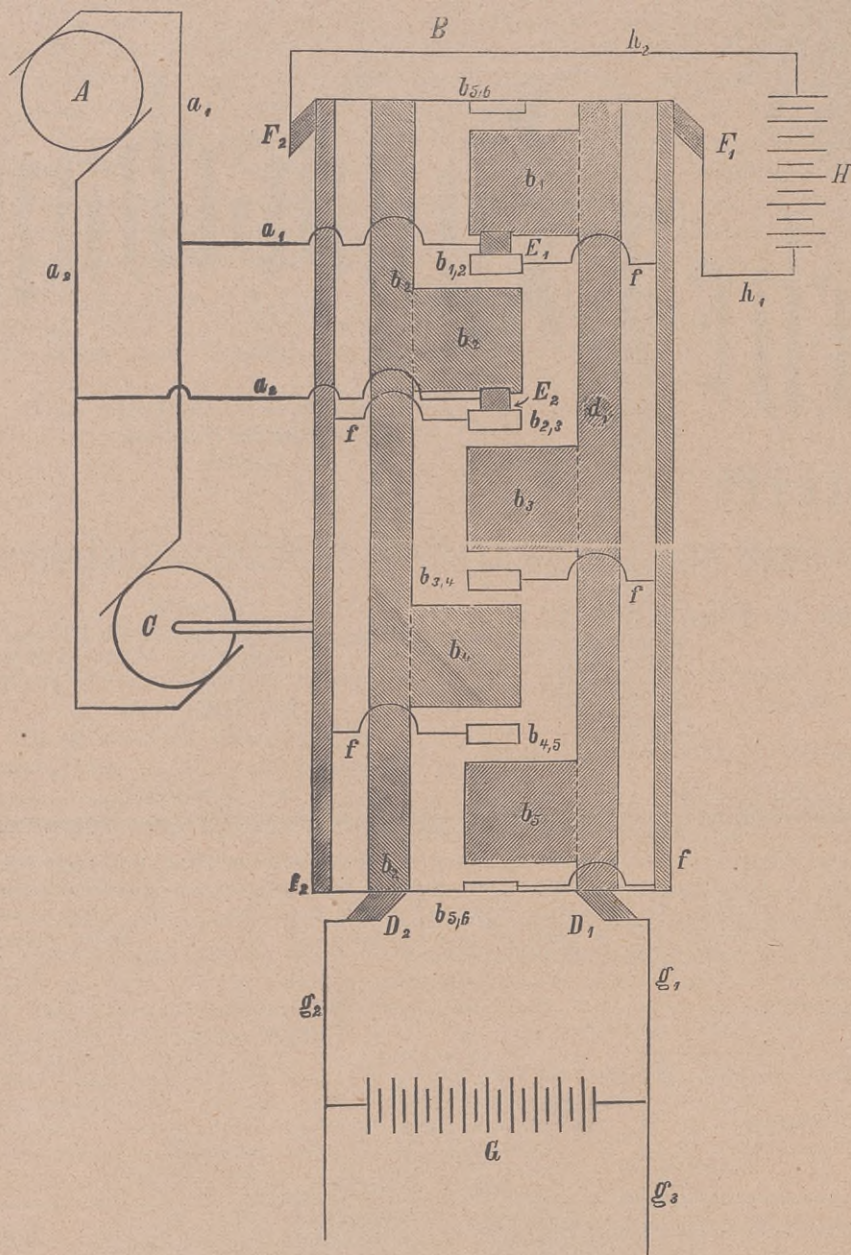 B
h₂
A
a₁
b₅,₆
F₂
F₁
H
b₁
a₁
E₁
a₂
b₁,₂
f
h₁
b₂
b₂
a₂
E₂
d₁
f
b₂,₃
b₃
b₃,₄
f
C
b₄
f
b₄,₅
b₅
b₂
f
f₂
b₅,₆
D₂
D₁
g₂
g₁
G
g₃